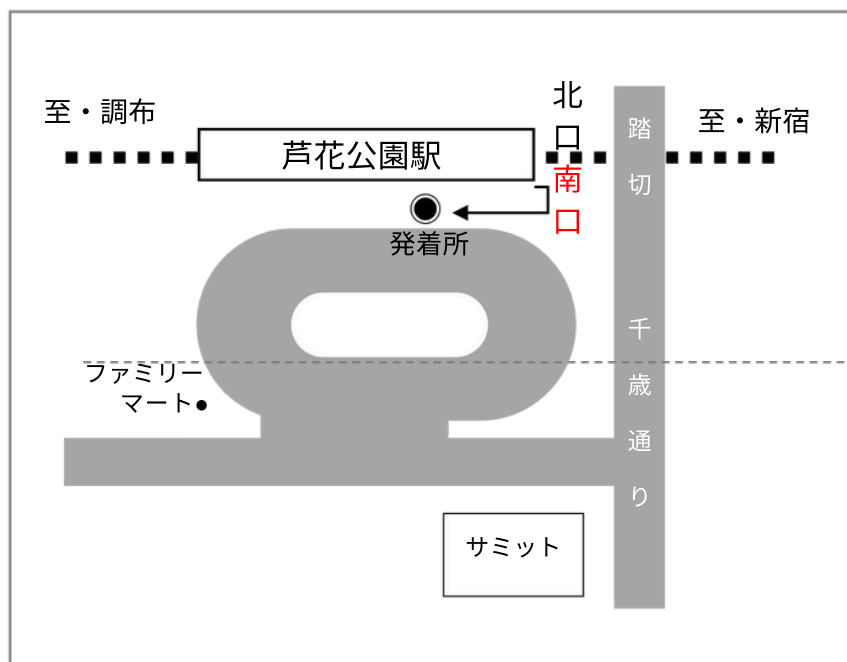 至・調布
芦花公園駅
北口
南口
踏切
至・新宿
発着所
千歳通り
ファミリー
マート
サミット